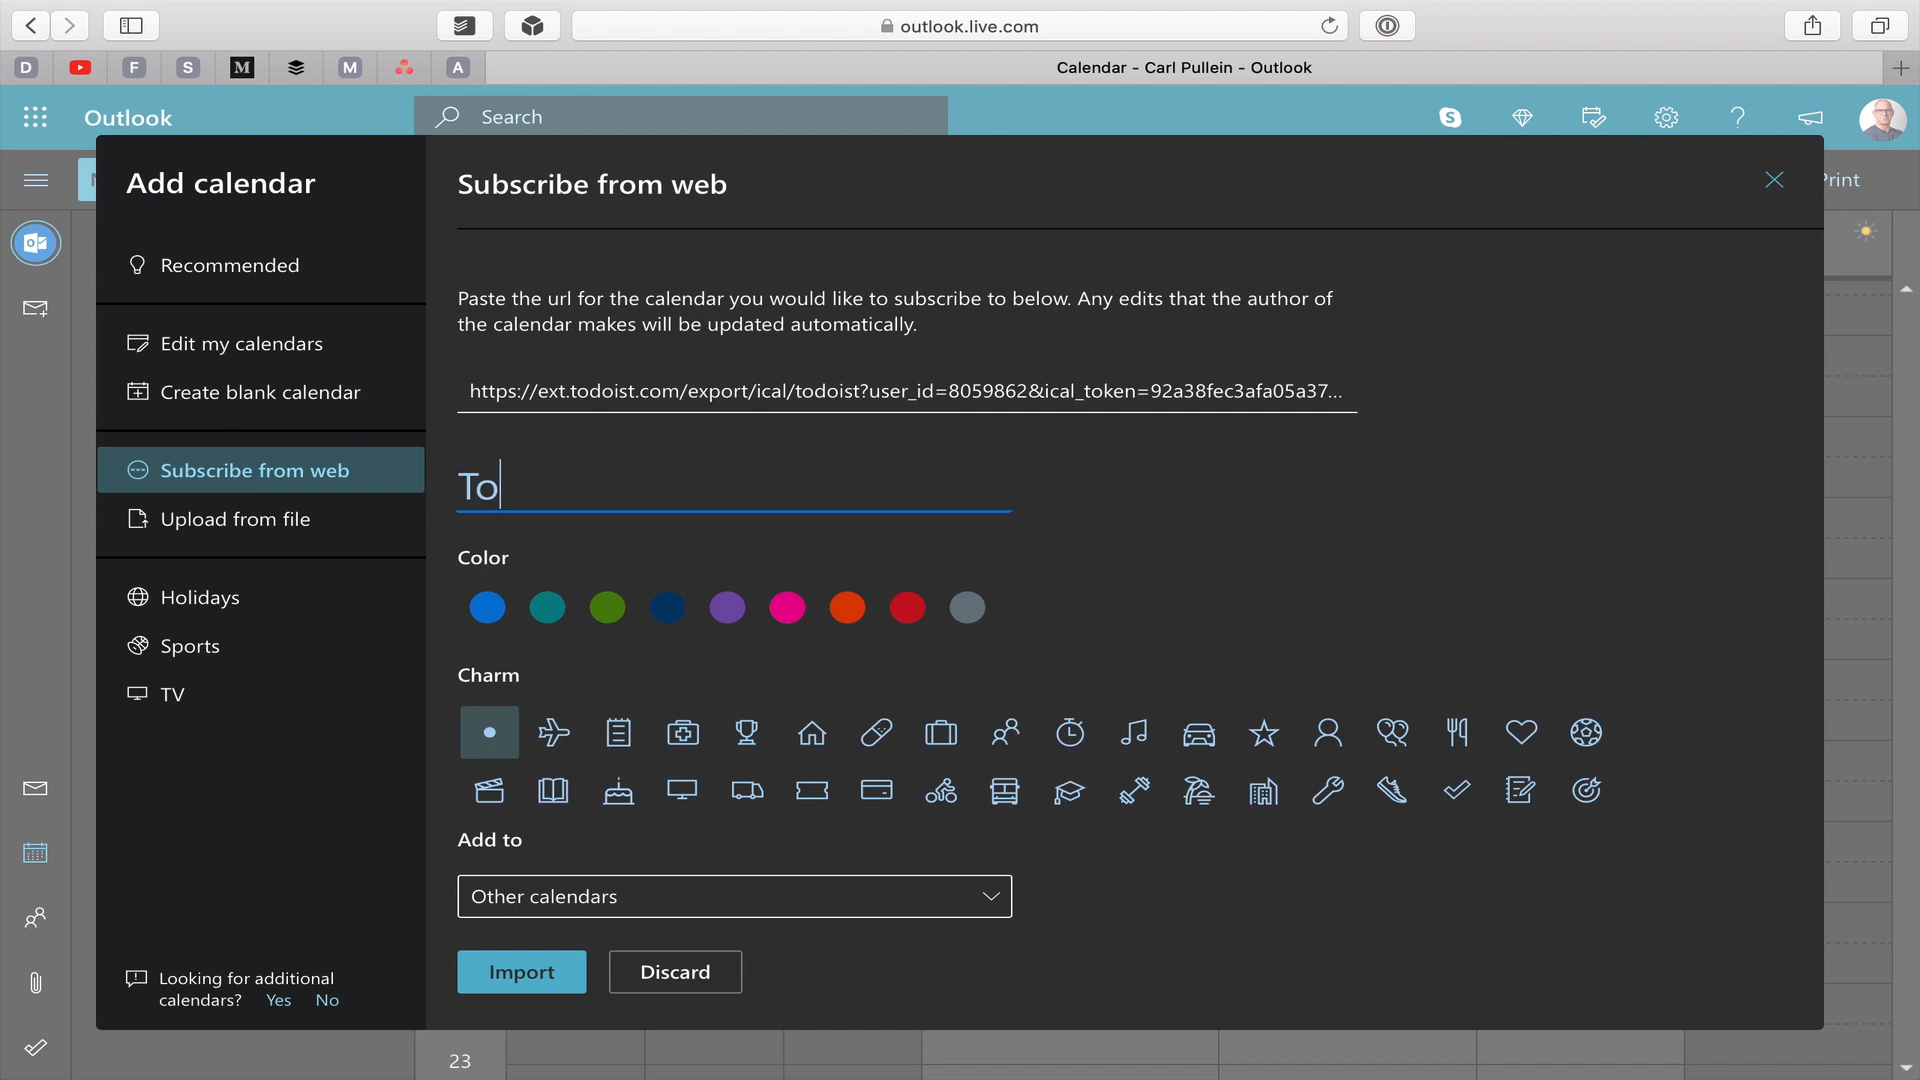 outlook.live.com
D
F
S
M
M
A
Calendar - Carl Pullein - Outlook
Outlook
Search
S
?
Add calendar
Subscribe from web
Print
Recommended
Paste the url for the calendar you would like to subscribe to below. Any edits that the author of
the calendar makes will be updated automatically.
Edit my calendars
Create blank calendar
https://ext.todoist.com/export/ical/todoist?user_id=8059862&ical_token=92a38fec3afa05a37...
Subscribe from web
To
Upload from file
Color
Holidays
Sports
Charm
TV
Add to
Other calendars
Import
Discard
Looking for additional
calendars? Yes No
23